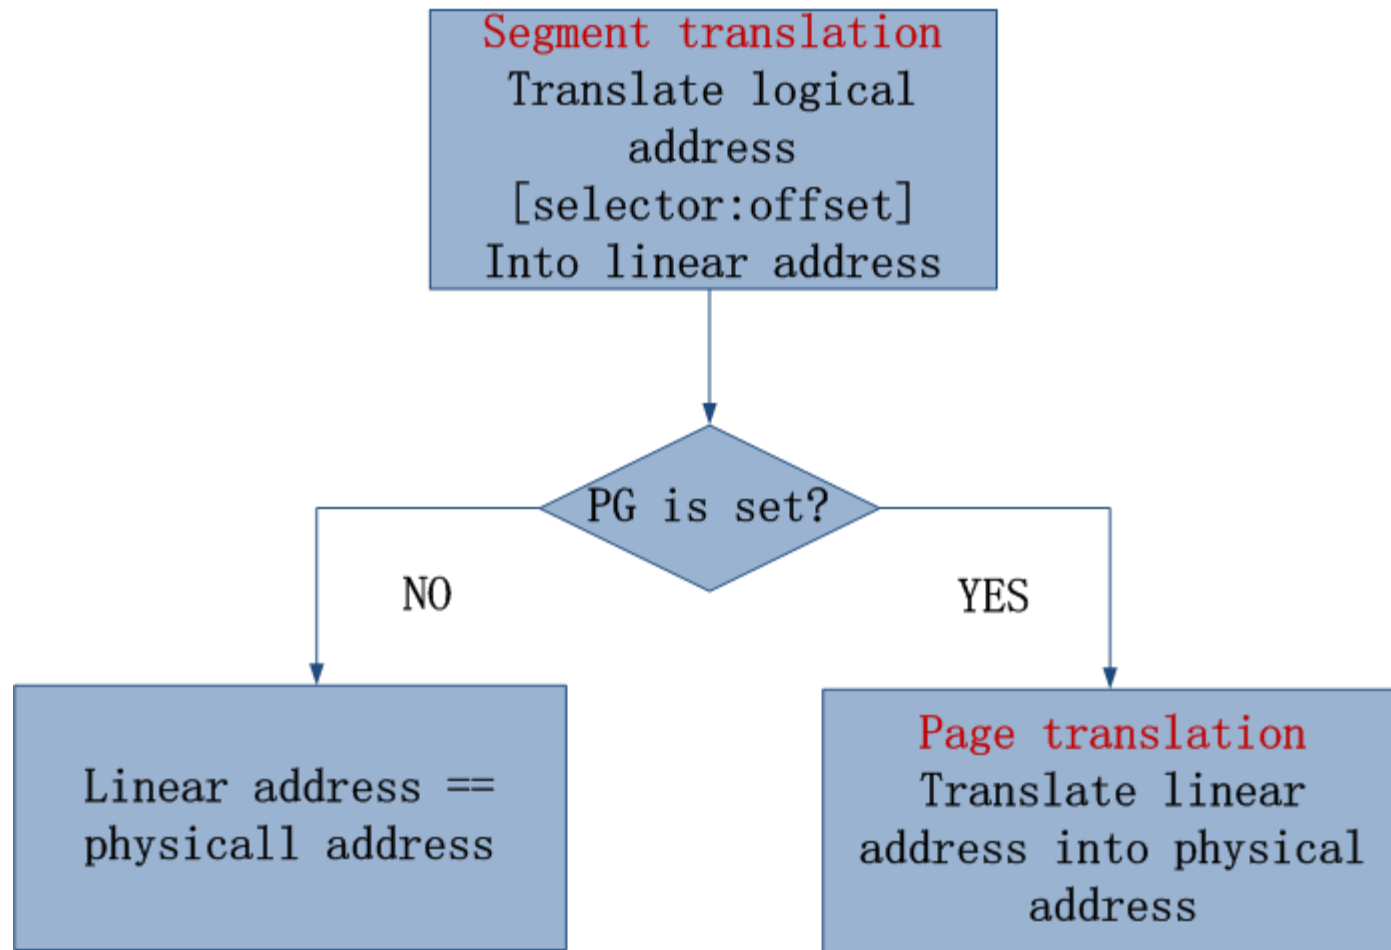 Segment translation
Translate logical
address
[selector:offset]
Into linear address
PG is set?
NO
YES
Linear address ==
physicall address
Page translation
Translate linear
address into physical
address